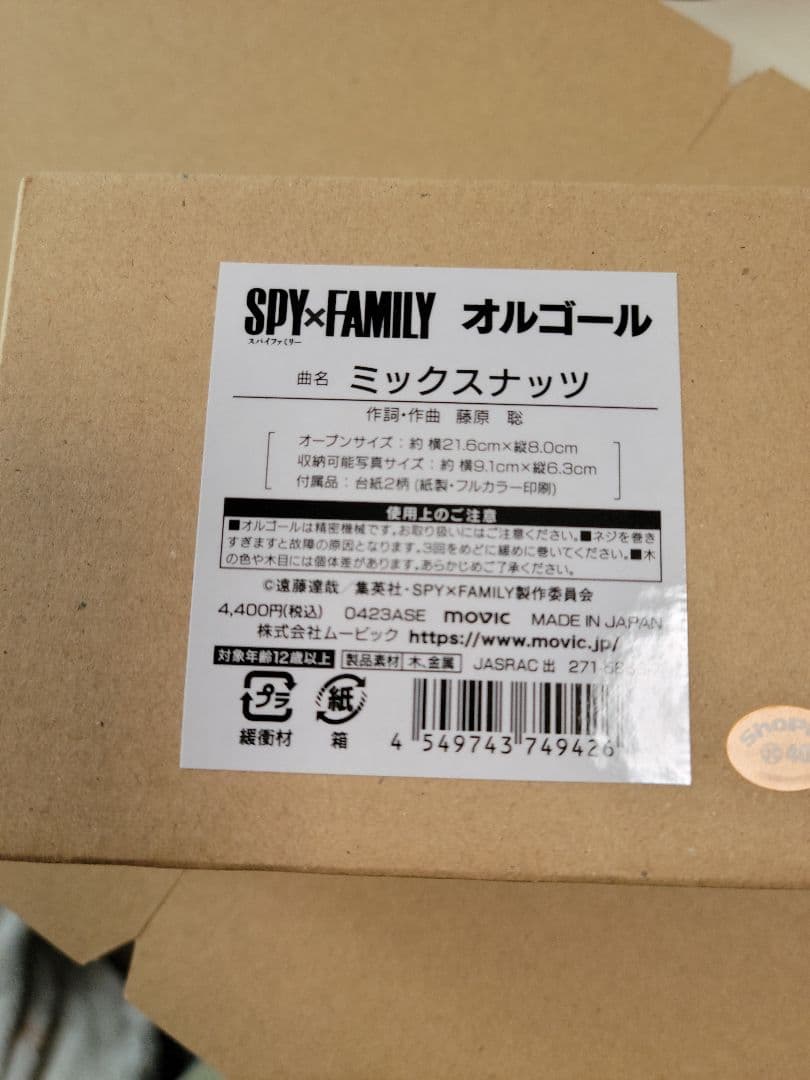 SPY×FAMILY オルゴール
スパイファミリー
曲名 ミックスナッツ
作詞・作曲 藤原 聡
オープンサイズ：約 横21.6cm×縦8.0cm
収納可能写真サイズ：約 横9.1cm×縦6.3cm
付属品：台紙2柄 (紙製・フルカラー印刷)
使用上のご注意
■オルゴールは精密機械です。お取り扱いにはご注意ください。■ネジを巻き
すぎますと故障の原因となります。3回をめどに緩めに巻いてください。■木
の色や木目には個体差があります。あらかじめご了承ください。
©遠藤達哉／集英社・SPY×FAMILY製作委員会
4,400円(税込) 0423ASE movic MADE IN JAPAN
株式会社ムービック https://www.movic.jp/
対象年齢12歳以上 製品素材 木、金属 JASRAC 出 271
プラ 紙
緩衝材 箱
4 549743 749426